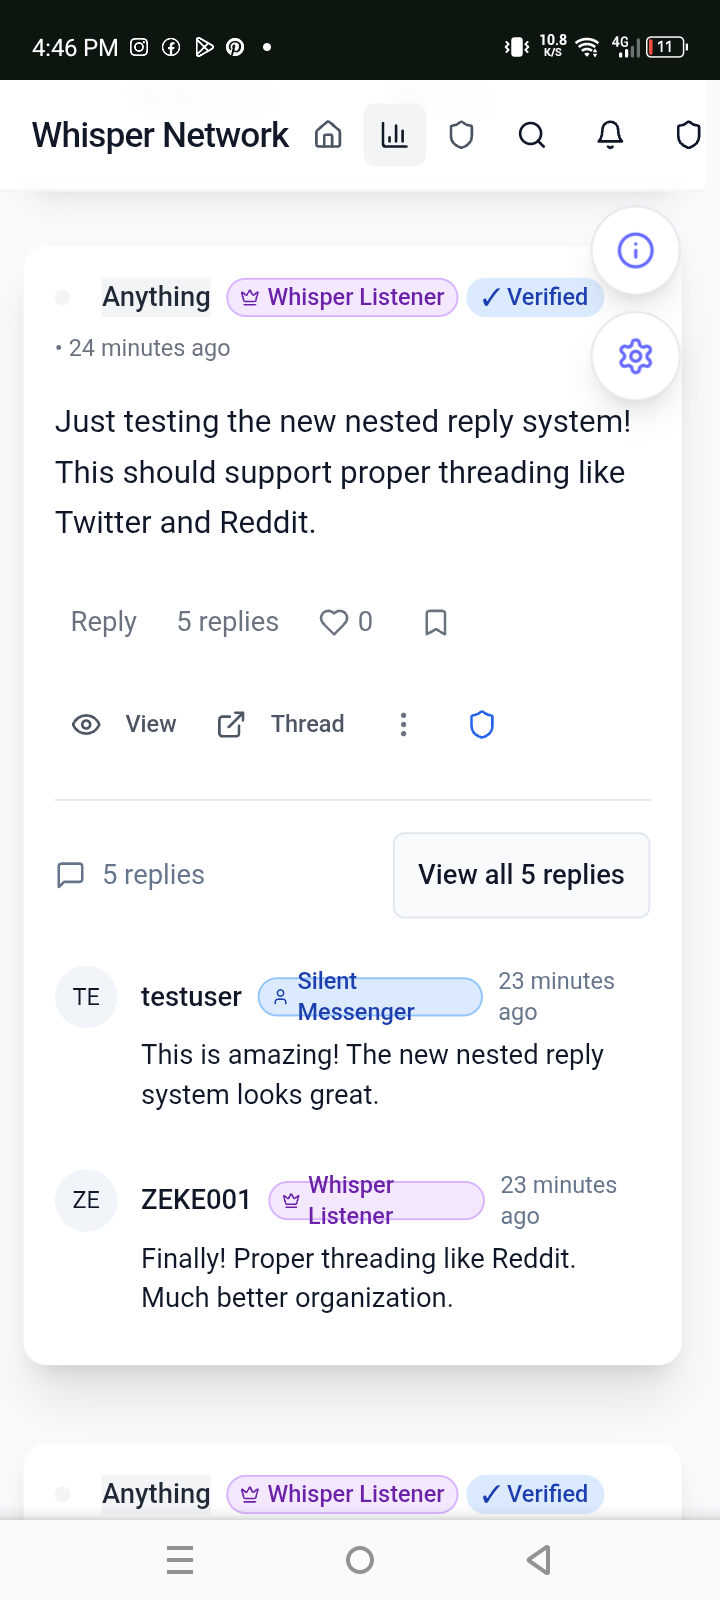 4:46 PM
10.8 K/S
4G
11
Whisper Network
Anything Whisper Listener ✓ Verified
• 24 minutes ago
Just testing the new nested reply system!
This should support proper threading like
Twitter and Reddit.
Reply 5 replies 0
View Thread
5 replies View all 5 replies
TE testuser Silent Messenger 23 minutes ago
This is amazing! The new nested reply
system looks great.
ZE ZEKE001 Whisper Listener 23 minutes ago
Finally! Proper threading like Reddit.
Much better organization.
Anything Whisper Listener ✓ Verified